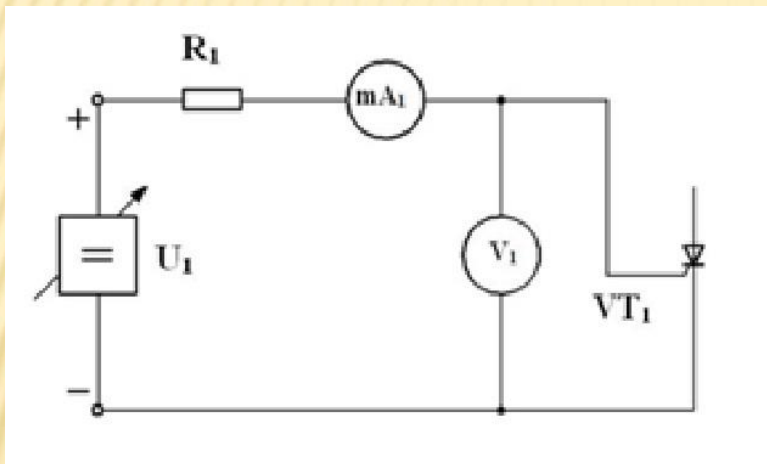 R₁
mA₁
+
=
U₁
V₁
VT₁
−